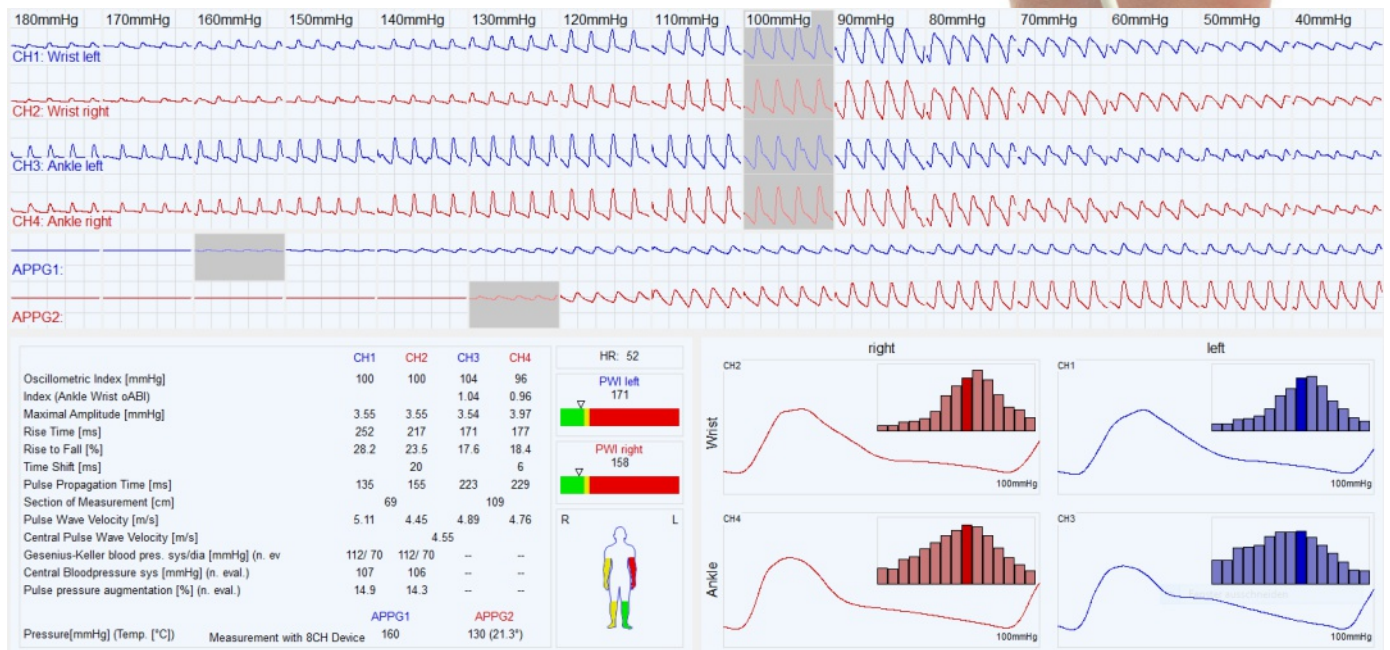 180mmHg 170mmHg 160mmHg 150mmHg 140mmHg 130mmHg 120mmHg 110mmHg 100mmHg 90mmHg 80mmHg 70mmHg 60mmHg 50mmHg 40mmHg
CH1: Wrist left
CH2: Wrist right
CH3: Ankle left
CH4: Ankle right
APPG1:
APPG2:
CH1 CH2 CH3 CH4
Oscillometric Index [mmHg] 100 100 104 96
Index (Ankle Wrist oABI) 1.04 0.96
Maximal Amplitude [mmHg] 3.55 3.55 3.54 3.97
Rise Time [ms] 252 217 171 177
Rise to Fall [%] 28.2 23.5 17.6 18.4
Time Shift [ms] 20 6
Pulse Propagation Time [ms] 135 155 223 229
Section of Measurement [cm] 69 109
Pulse Wave Velocity [m/s] 5.11 4.45 4.89 4.76
Central Pulse Wave Velocity [m/s] 4.55
Gesenius-Keller blood pres. sys/dia [mmHg] (n. ev 112/ 70 112/ 70 -- --
Central Bloodpressure sys [mmHg] (n. eval.) 107 106 -- --
Pulse pressure augmentation [%] (n. eval.) 14.9 14.3 -- --
APPG1 APPG2
Pressure[mmHg] (Temp. [°C]) Measurement with 8CH Device 160 130 (21.3°)
HR: 52
PWI left
171
PWI right
158
R L
right left
Wrist
CH2
100mmHg
CH1
100mmHg
Ankle
CH4
100mmHg
CH3
100mmHg